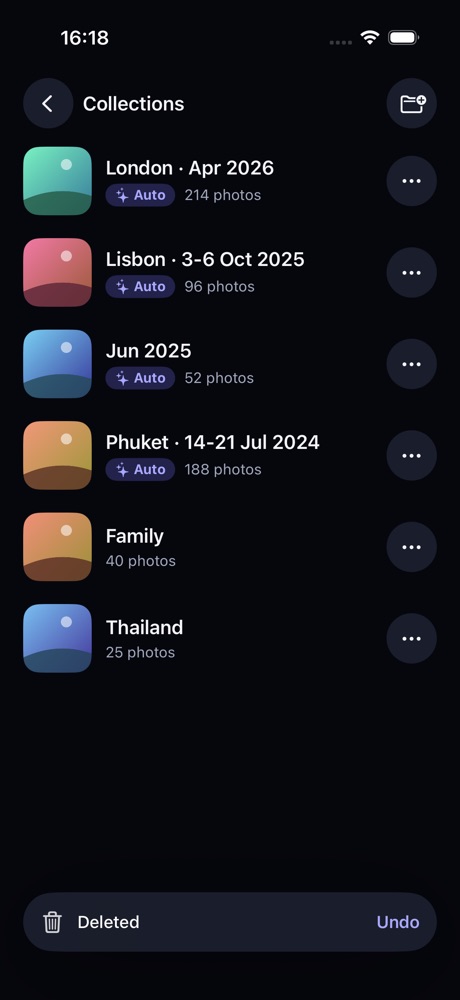 16:18
Collections
London · Apr 2026
Auto 214 photos
Lisbon · 3-6 Oct 2025
Auto 96 photos
Jun 2025
Auto 52 photos
Phuket · 14-21 Jul 2024
Auto 188 photos
Family
40 photos
Thailand
25 photos
Deleted Undo